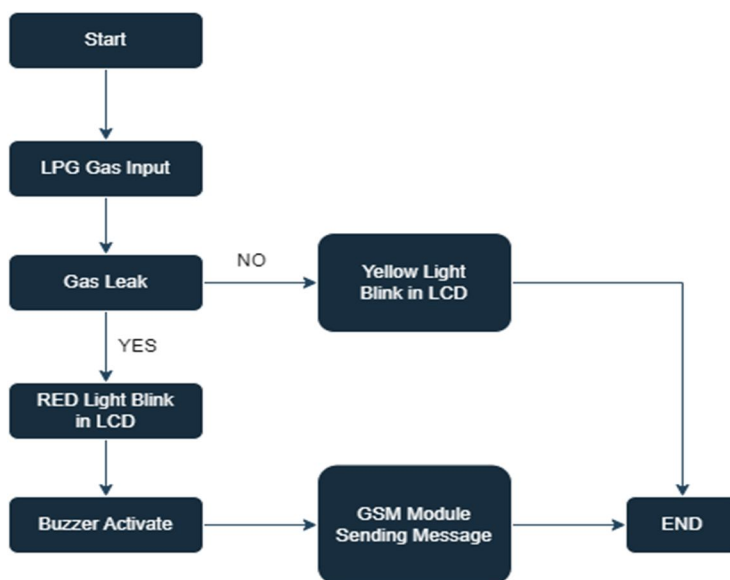 Start
LPG Gas Input
Gas Leak
NO
Yellow Light
Blink in LCD
YES
RED Light Blink
in LCD
Buzzer Activate
GSM Module
Sending Message
END